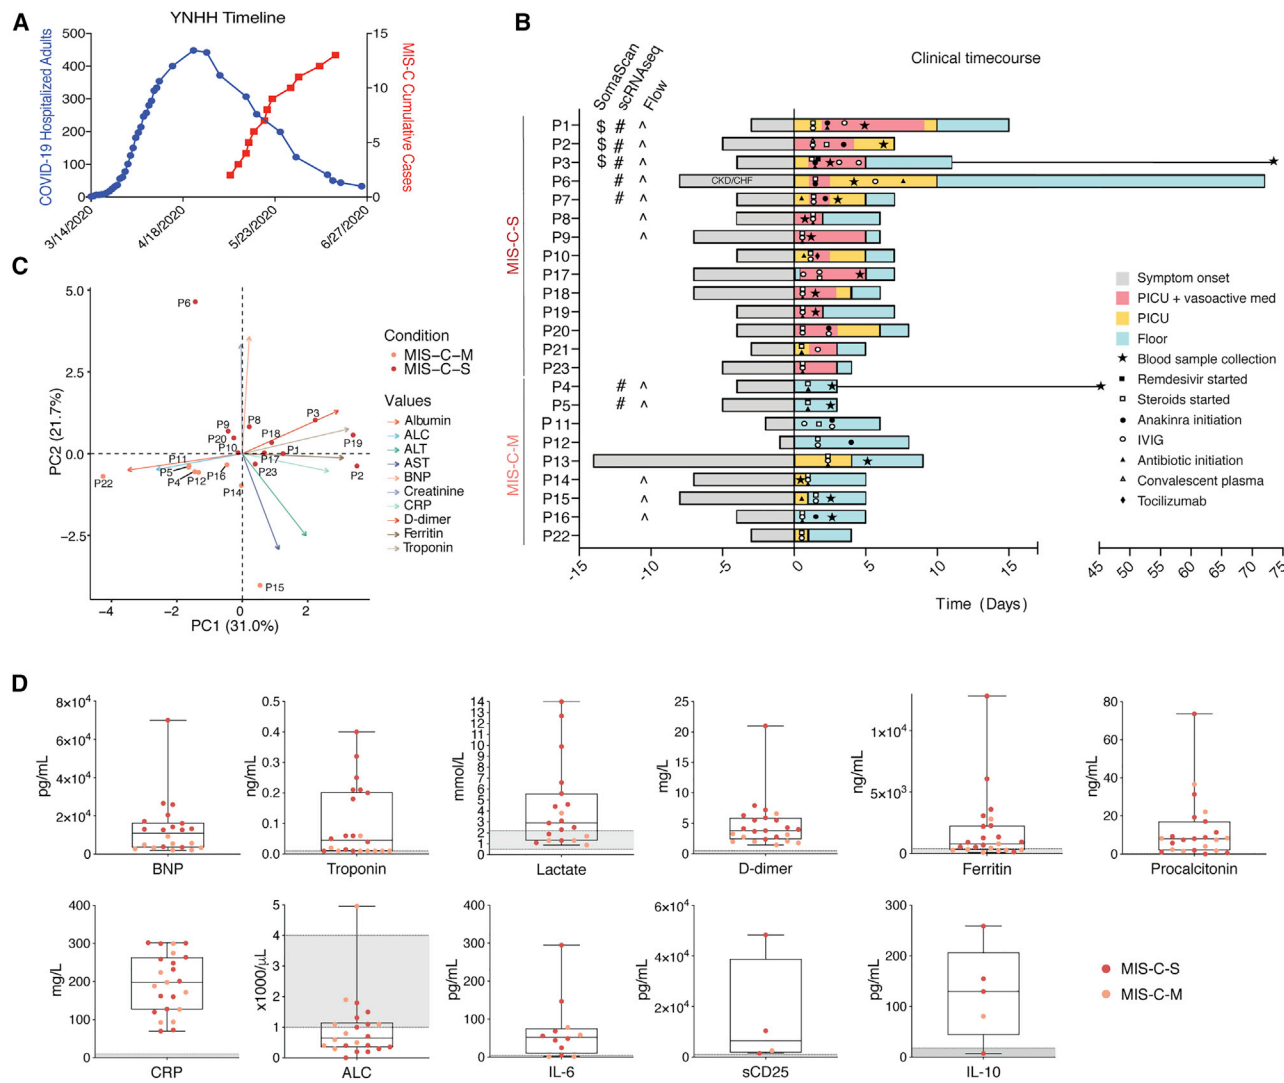 A
YNHH Timeline
COVID-19 Hospitalized Adults
500
400
300
200
100
0
15
10
5
0
MIS-C Cumulative Cases
3/14/2020
4/18/2020
5/23/2020
6/27/2020
B
Clinical timecourse
SomaScan
scRNAseq
Flow
MIS-C-S
P1 $ # ^
P2 $ # ^
P3 $ # ^
P6 # ^ CKD/CHF
P7 # ^
P8 ^
P9 ^
P10
P17
P18
P19
P20
P21
P23
MIS-C-M
P4 # ^
P5 # ^
P11
P12
P13
P14 ^
P15 ^
P16 ^
P22
-15 -10 -5 0 5 10 15 45 50 55 60 65 70 75
Time (Days)
Symptom onset
PICU + vasoactive med
PICU
Floor
Blood sample collection
Remdesivir started
Steroids started
Anakinra initiation
IVIG
Antibiotic initiation
Convalescent plasma
Tocilizumab
C
PC2 (21.7%)
5.0
2.5
0
−2.5
P6
P3
P9
P8
P20
P18
P19
P10
P1
P11
P17
P5
P16
P23
P2
P22
P4
P12
P14
P15
−4 −2 0 2
PC1 (31.0%)
Condition
MIS−C−M
MIS−C−S
Values
Albumin
ALC
ALT
AST
BNP
Creatinine
CRP
D-dimer
Ferritin
Troponin
D
pg/mL
8×10⁴
6×10⁴
4×10⁴
2×10⁴
0
BNP
ng/mL
0.5
0.4
0.3
0.2
0.1
0.0
Troponin
mmol/L
14
13
12
11
10
9
8
7
6
5
4
3
2
1
0
Lactate
mg/L
25
20
15
10
5
0
D-dimer
ng/mL
1×10⁴
5×10³
0
Ferritin
ng/mL
80
60
40
20
0
Procalcitonin
mg/L
400
300
200
100
0
CRP
x1000/µL
5
4
3
2
1
0
ALC
pg/mL
400
300
200
100
0
IL-6
pg/mL
6×10⁴
4×10⁴
2×10⁴
0
sCD25
pg/mL
300
200
100
0
IL-10
MIS-C-S
MIS-C-M